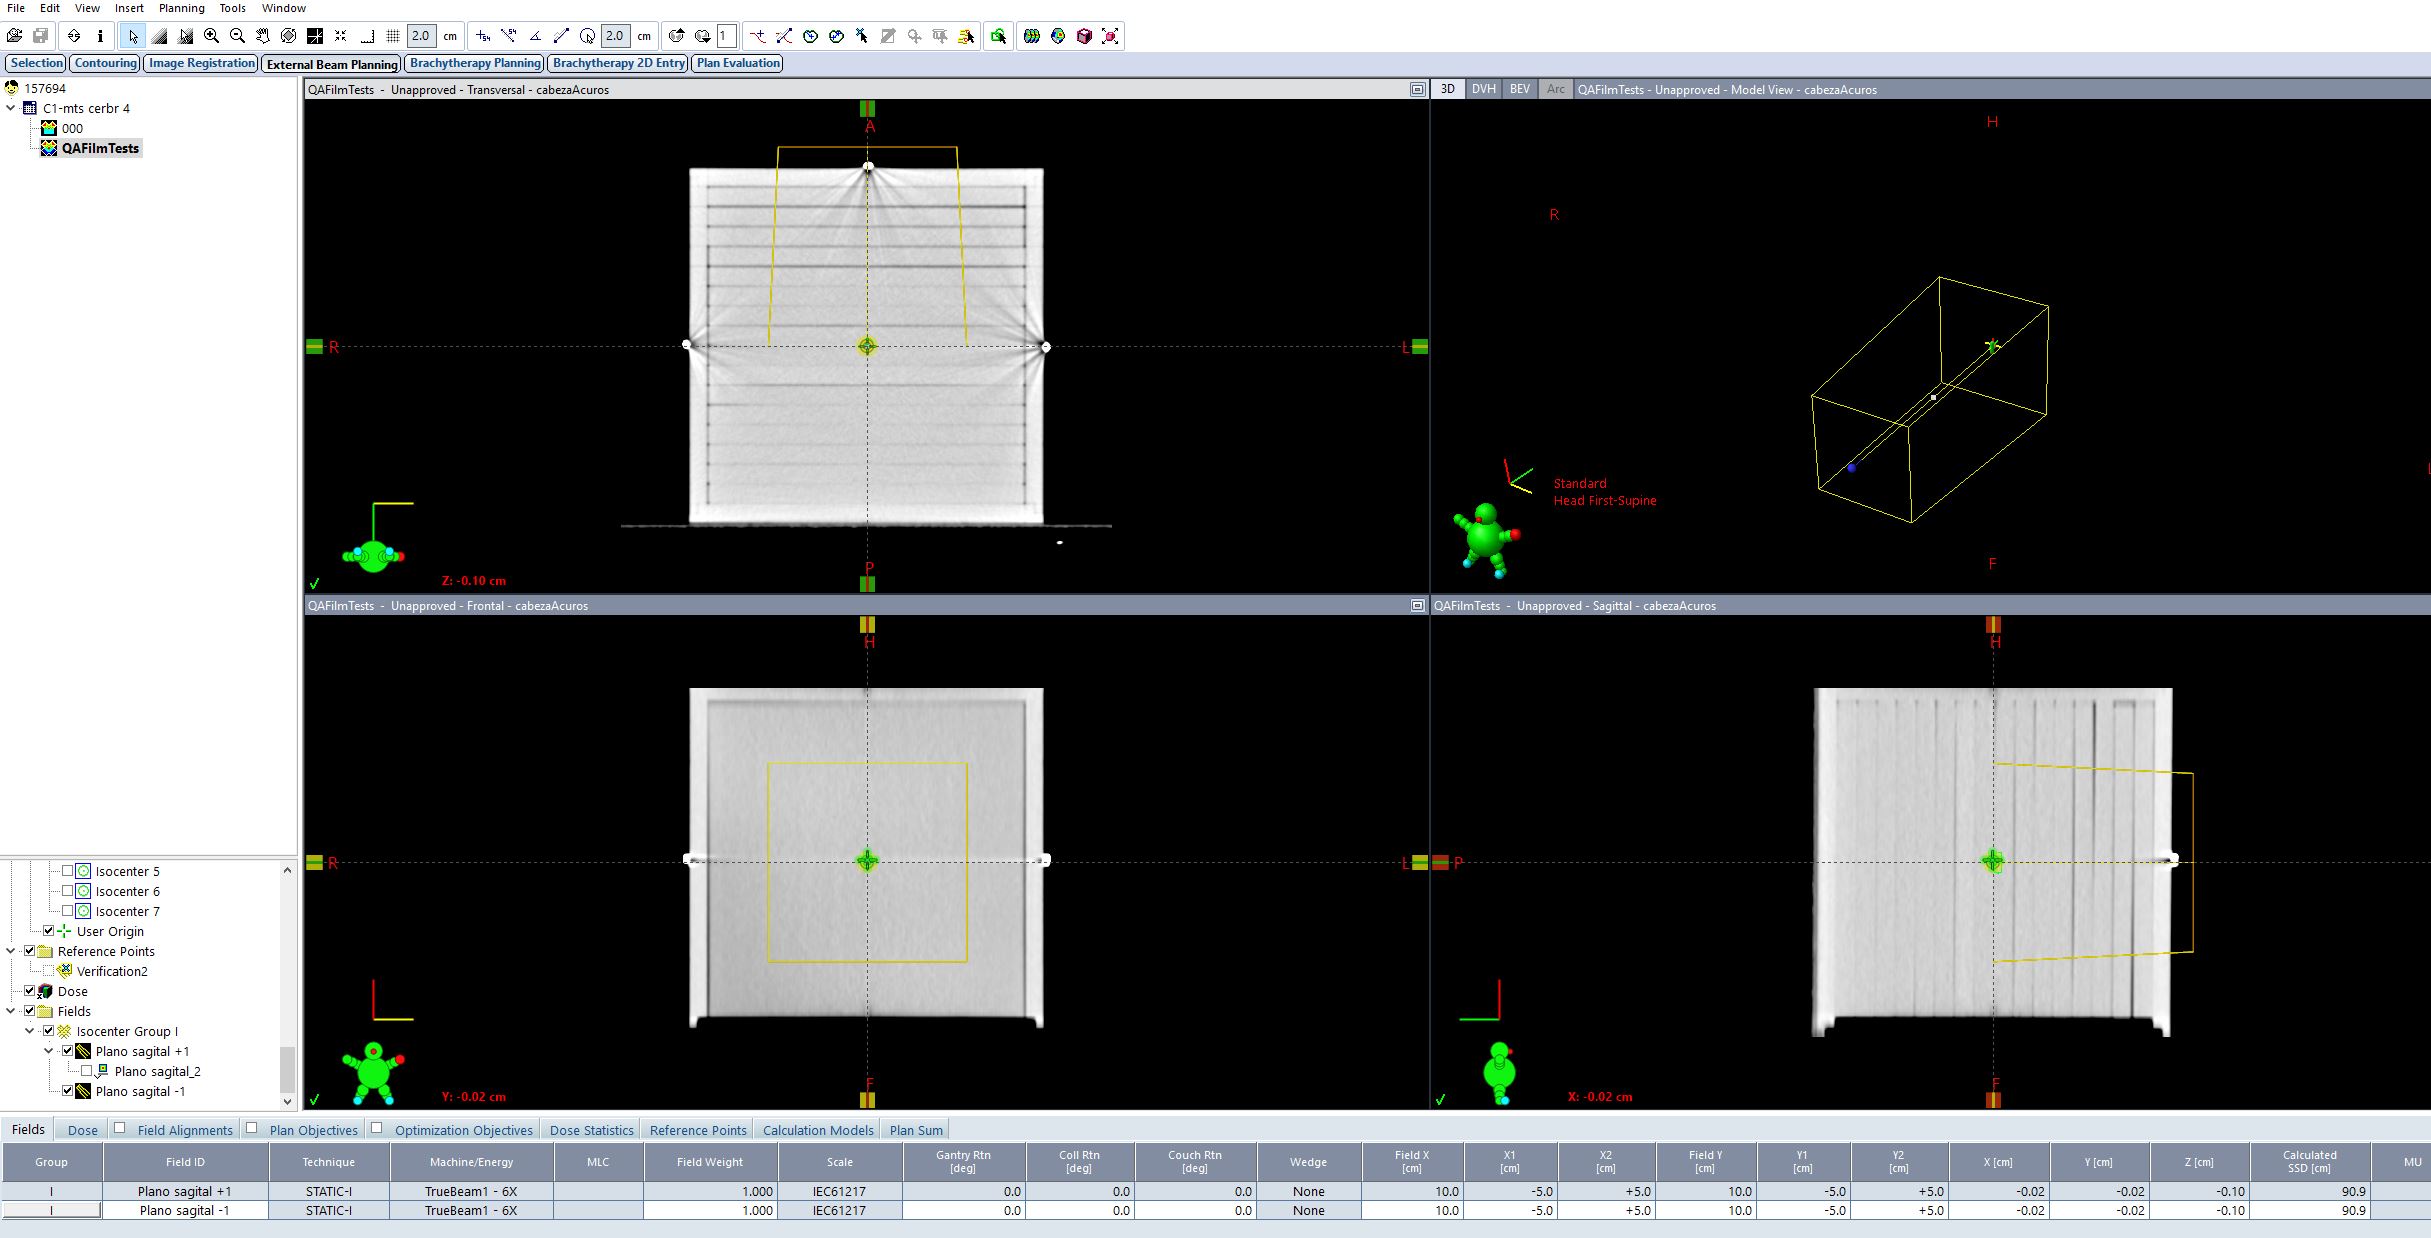 File Edit View Insert Planning Tools Window
2.0 cm 2.0 cm 1
Selection Contouring Image Registration External Beam Planning Brachytherapy Planning Brachytherapy 2D Entry Plan Evaluation
157694
C1-mts cerbr 4
000
QAFilmTests
QAFilmTests - Unapproved - Transversal - cabezaAcuros
A
R
L
P
Z: -0.10 cm
3D DVH BEV Arc QAFilmTests - Unapproved - Model View - cabezaAcuros
H
R
Standard
Head First-Supine
F
QAFilmTests - Unapproved - Frontal - cabezaAcuros
H
R
L
F
Y: -0.02 cm
QAFilmTests - Unapproved - Sagittal - cabezaAcuros
H
P
F
X: -0.02 cm
Isocenter 5
Isocenter 6
Isocenter 7
User Origin
Reference Points
Verification2
Dose
Fields
Isocenter Group I
Plano sagital +1
Plano sagital_2
Plano sagital -1
Fields Dose Field Alignments Plan Objectives Optimization Objectives Dose Statistics Reference Points Calculation Models Plan Sum
Group Field ID Technique Machine/Energy MLC Field Weight Scale Gantry Rtn [deg] Coll Rtn [deg] Couch Rtn [deg] Wedge Field X [cm] X1 [cm] X2 [cm] Field Y [cm] Y1 [cm] Y2 [cm] X [cm] Y [cm] Z [cm] Calculated SSD [cm] MU
I Plano sagital +1 STATIC-I TrueBeam1 - 6X 1.000 IEC61217 0.0 0.0 0.0 None 10.0 -5.0 +5.0 10.0 -5.0 +5.0 -0.02 -0.02 -0.10 90.9
I Plano sagital -1 STATIC-I TrueBeam1 - 6X 1.000 IEC61217 0.0 0.0 0.0 None 10.0 -5.0 +5.0 10.0 -5.0 +5.0 -0.02 -0.02 -0.10 90.9